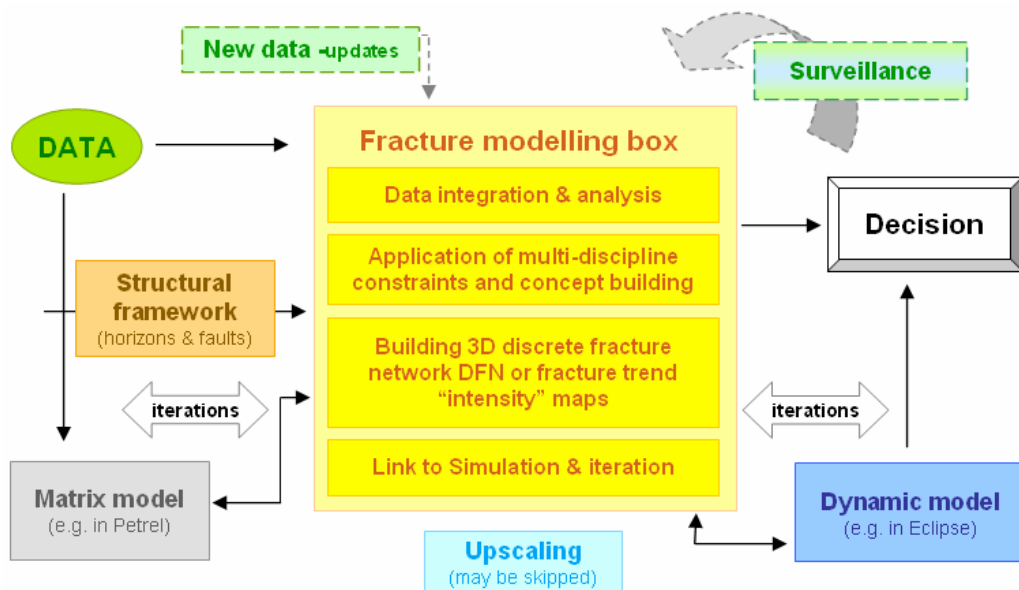 New data -updates
Surveillance
DATA
Fracture modelling box
Data integration & analysis
Decision
Application of multi-discipline
constraints and concept building
Structural
framework
(horizons & faults)
Building 3D discrete fracture
network DFN or fracture trend
“intensity” maps
iterations
iterations
Link to Simulation & iteration
Matrix model
(e.g. in Petrel)
Dynamic model
(e.g. in Eclipse)
Upscaling
(may be skipped)